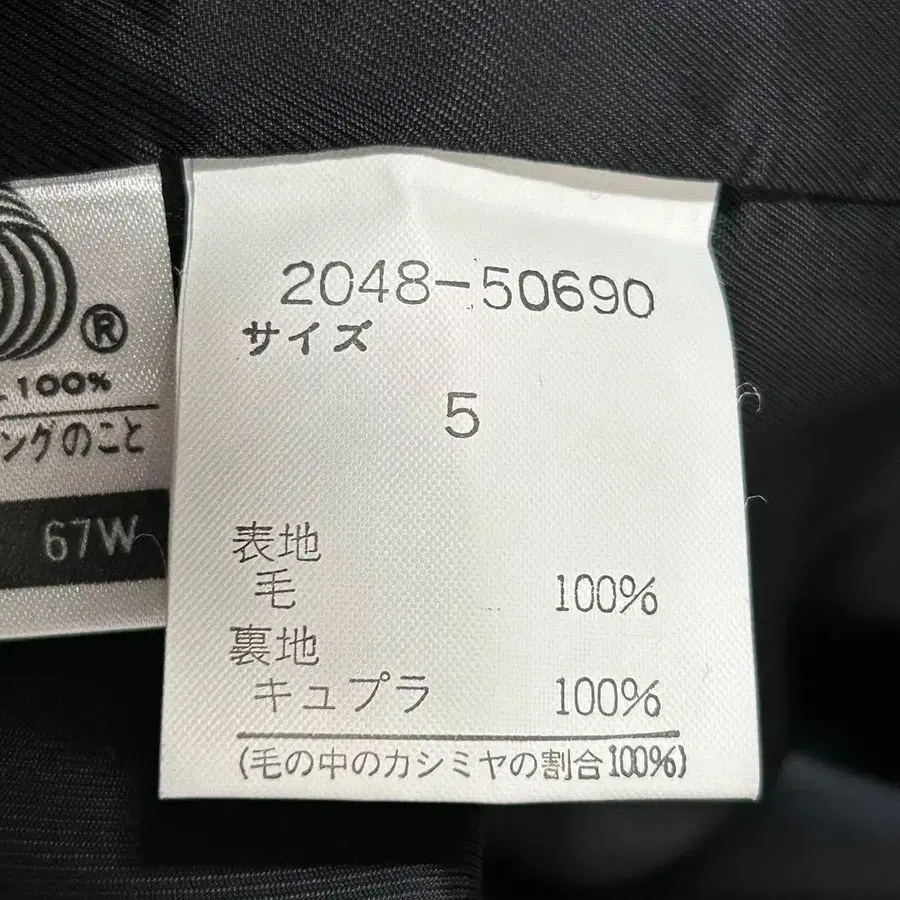 ®
100%
ングのこと
67W
2048-50690
サイズ
5
表地
毛 100%
裏地
キュプラ 100%
(毛の中のカシミヤの割合100%)